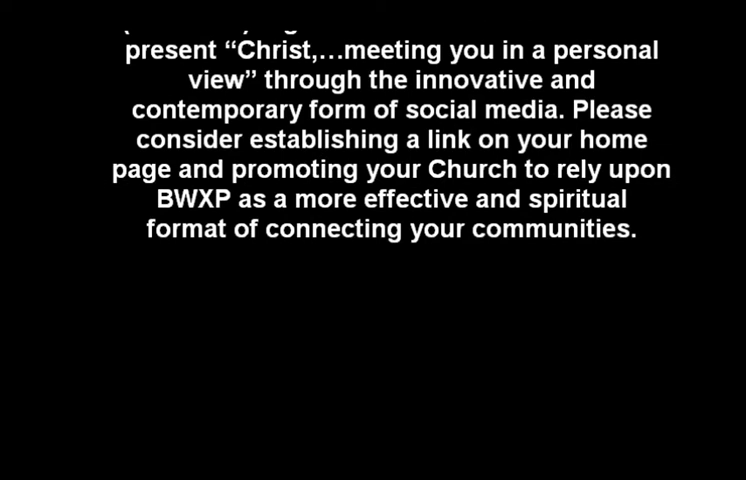 present “Christ,…meeting you in a personal
view” through the innovative and
contemporary form of social media. Please
consider establishing a link on your home
page and promoting your Church to rely upon
BWXP as a more effective and spiritual
format of connecting your communities.